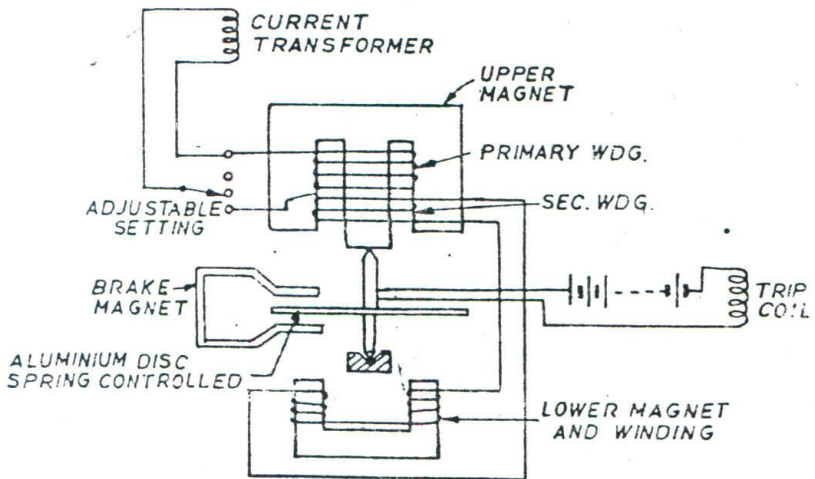 CURRENT
TRANSFORMER
UPPER
MAGNET
PRIMARY WDG.
SEC. WDG.
ADJUSTABLE
SETTING
BRAKE
MAGNET
TRIP
COIL
ALUMINIUM DISC
SPRING CONTROLLED
LOWER MAGNET
AND WINDING